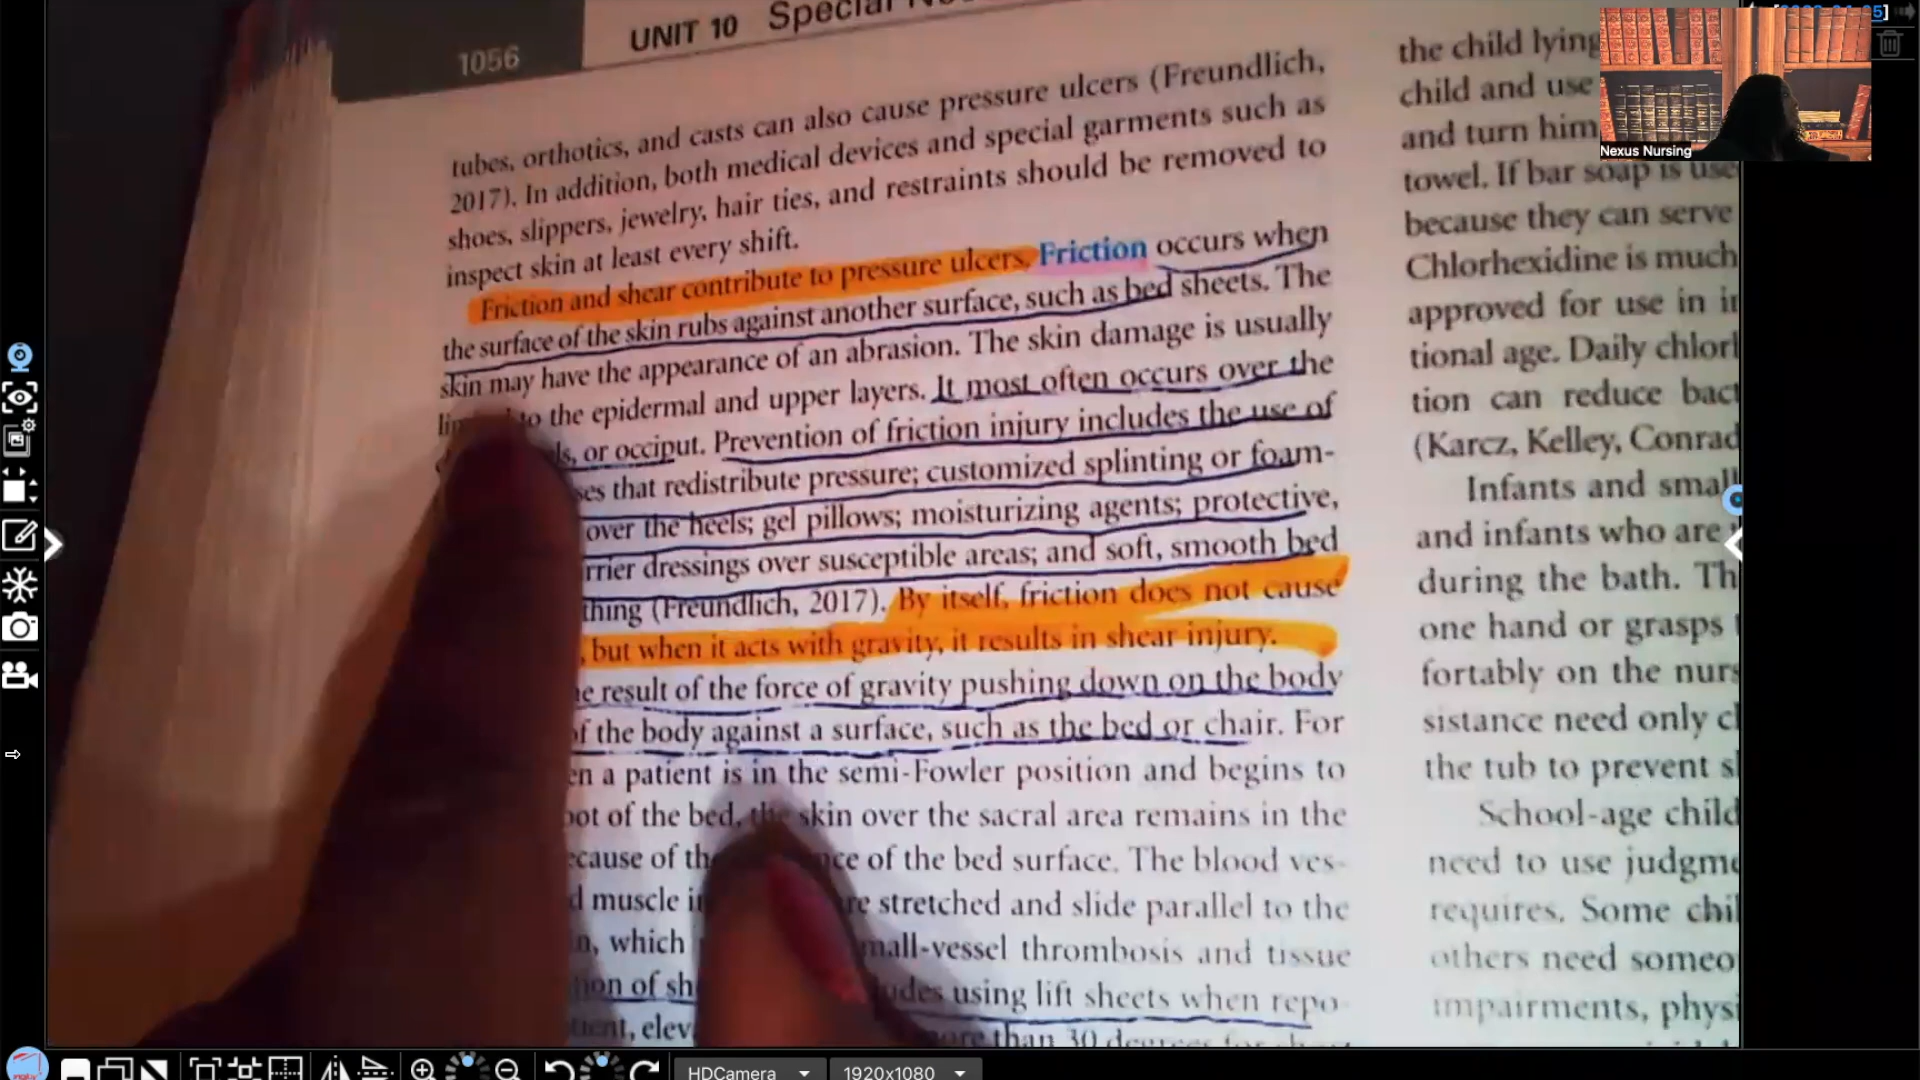 1056
UNIT 10 Special
tubes, orthotics, and casts can also cause pressure ulcers (Freundlich,
2017). In addition, both medical devices and special garments such as
shoes, slippers, jewelry, hair ties, and restraints should be removed to
inspect skin at least every shift.
Friction and shear contribute to pressure ulcers. Friction occurs when
the surface of the skin rubs against another surface, such as bed sheets. The
skin may have the appearance of an abrasion. The skin damage is usually
to the epidermal and upper layers. It most often occurs over the
or occiput. Prevention of friction injury includes the use of
that redistribute pressure; customized splinting or foam-
over the heels; gel pillows; moisturizing agents; protective,
dressings over susceptible areas; and soft, smooth bed
(Freundlich, 2017). By itself, friction does not cause
, but when it acts with gravity, it results in shear injury.
result of the force of gravity pushing down on the body
of the body against a surface, such as the bed or chair. For
a patient is in the semi-Fowler position and begins to
of the bed, the skin over the sacral area remains in the
of the bed surface. The blood ves-
muscle stretched and slide parallel to the
, which small-vessel thrombosis and tissue
of using lift sheets when repo-
than 30 degrees for short
the child lying
child and use
and turn him
towel. If bar soap is use
because they can serve
Chlorhexidine is much
approved for use in
tional age. Daily
tion can reduce
(Karcz, Kelley, Conrad
Infants and small
and infants who are
during the bath. Th
one hand or grasps
fortably on the
sistance need only
the tub to prevent
School-age child
need to use
requires. Some
others need
impairments,
Nexus Nursing
HDCamera
1920x1080